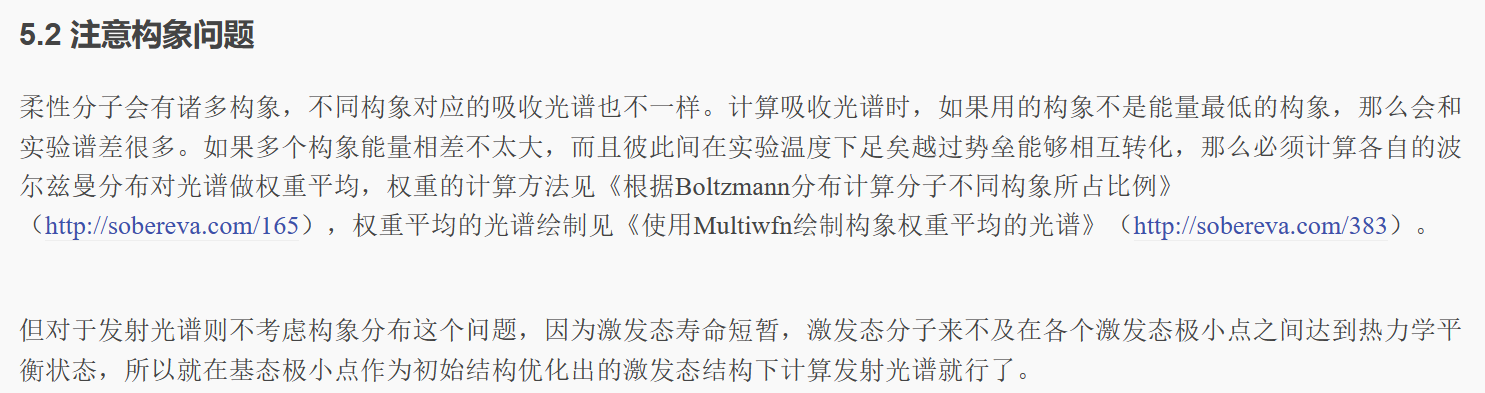 5.2 注意构象问题
柔性分子会有诸多构象，不同构象对应的吸收光谱也不一样。计算吸收光谱时，如果用的构象不是能量最低的构象，那么会和
实验谱差很多。如果多个构象能量相差不太大，而且彼此间在实验温度下足矣越过势垒能够相互转化，那么必须计算各自的波
尔兹曼分布对光谱做权重平均，权重的计算方法见《根据Boltzmann分布计算分子不同构象所占比例》
（http://sobereva.com/165），权重平均的光谱绘制见《使用Multiwfn绘制构象权重平均的光谱》（http://sobereva.com/383）。
但对于发射光谱则不考虑构象分布这个问题，因为激发态寿命短暂，激发态分子来不及在各个激发态极小点之间达到热力学平
衡状态，所以就在基态极小点作为初始结构优化出的激发态结构下计算发射光谱就行了。